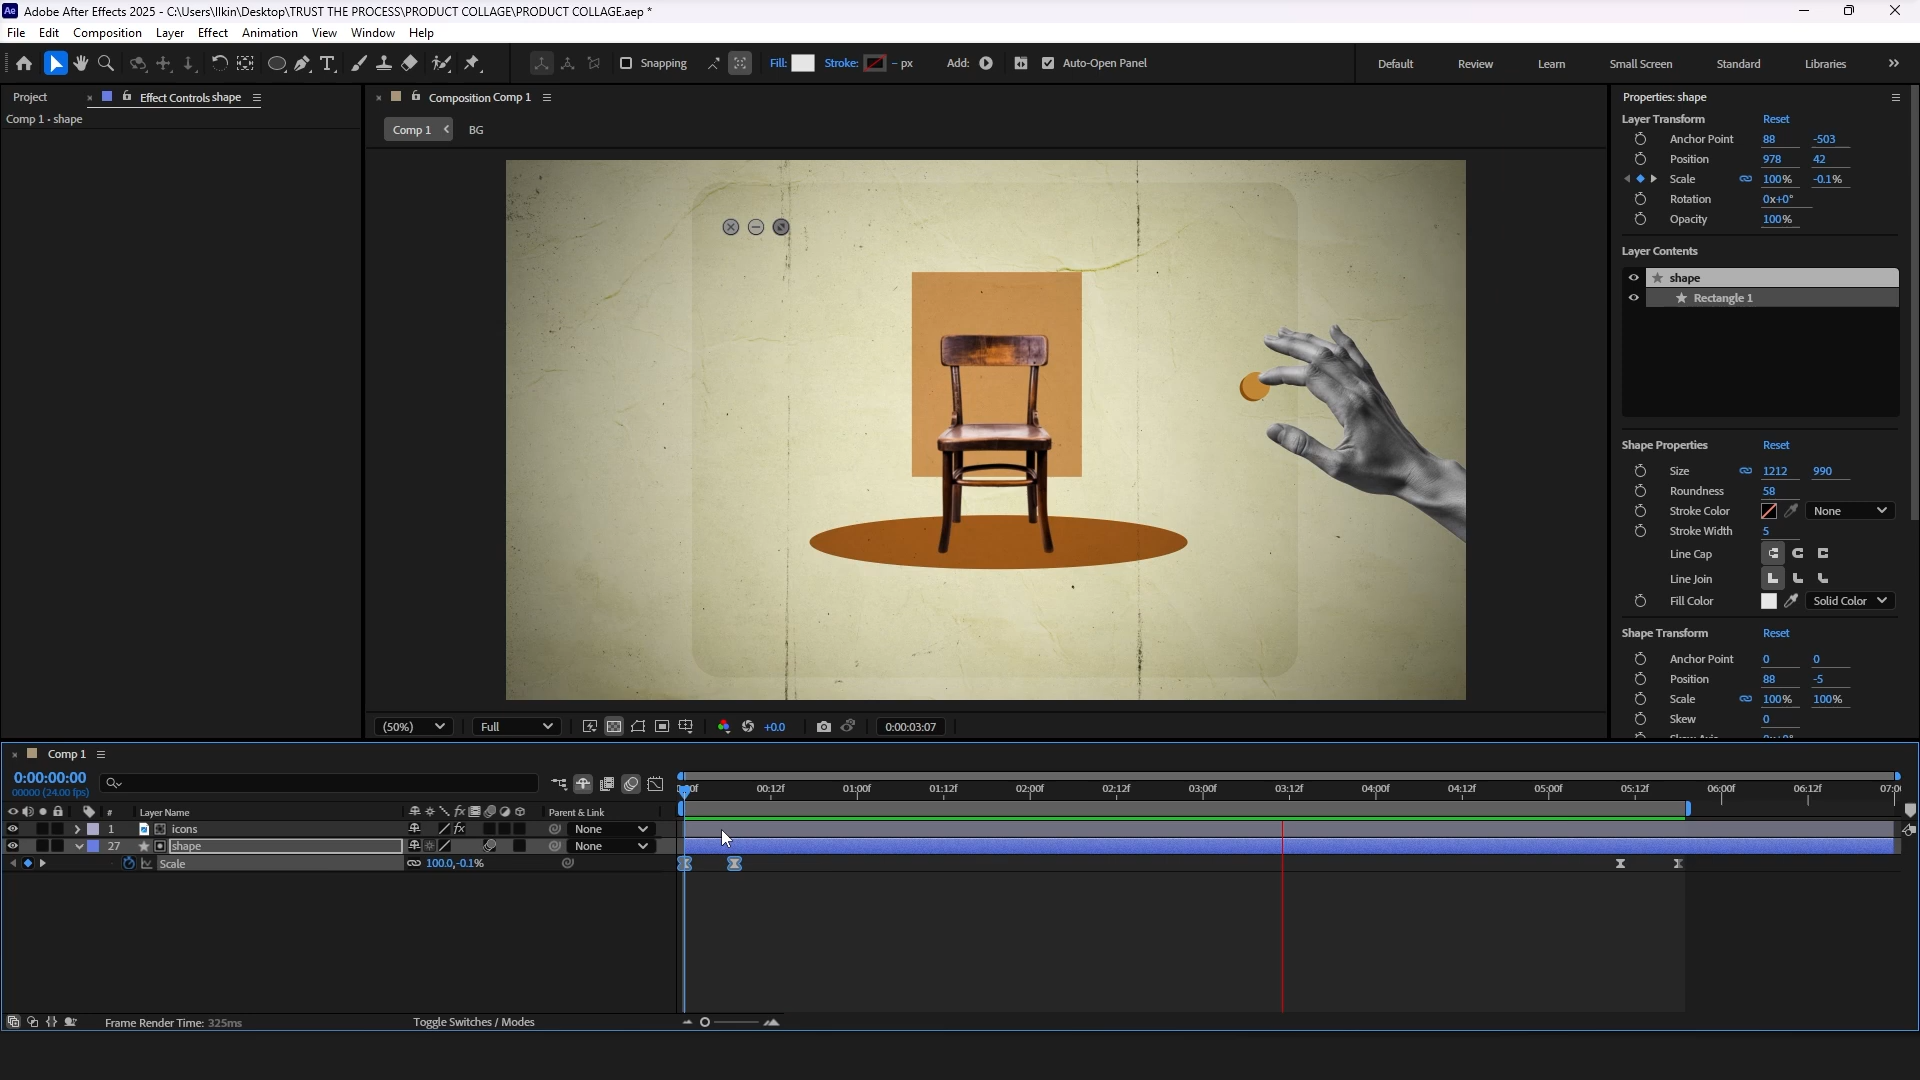 Ae Adobe After Effects 2025 - C:\Users\Ilkin\Desktop\TRUST THE PROCESS\PRODUCT COLLAGE\PRODUCT COLLAGE.aep *
File Edit Composition Layer Effect Animation View Window Help
Snapping Fill: Stroke: - px Add: Auto-Open Panel Default Review Learn Small Screen Standard Libraries
Project Effect Controls shape
Comp 1 - shape
Composition Comp 1
Comp 1 BG
Properties: shape
Layer Transform Reset
Anchor Point 88 -503
Position 978 42
Scale 100% -0.1%
Rotation 0x+0°
Opacity 100%
Layer Contents
shape
Rectangle 1
Shape Properties Reset
Size 1212 990
Roundness 58
Stroke Color None
Stroke Width 5
Line Cap
Line Join
Fill Color Solid Color
Shape Transform Reset
Anchor Point 0 0
Position 88 -5
Scale 100% 100%
Skew 0
(50%) Full +0.0 0:00:03:07
Comp 1
0:00:00:00
00000 (24.00 fps)
00:12f 01:00f 01:12f 02:00f 02:12f 03:00f 03:12f 04:00f 04:12f 05:00f 05:12f 06:00f 06:12f 07:0
# Layer Name fx Parent & Link
1 icons fx None
27 shape None
Scale 100.0,-0.1%
Frame Render Time: 325ms Toggle Switches / Modes